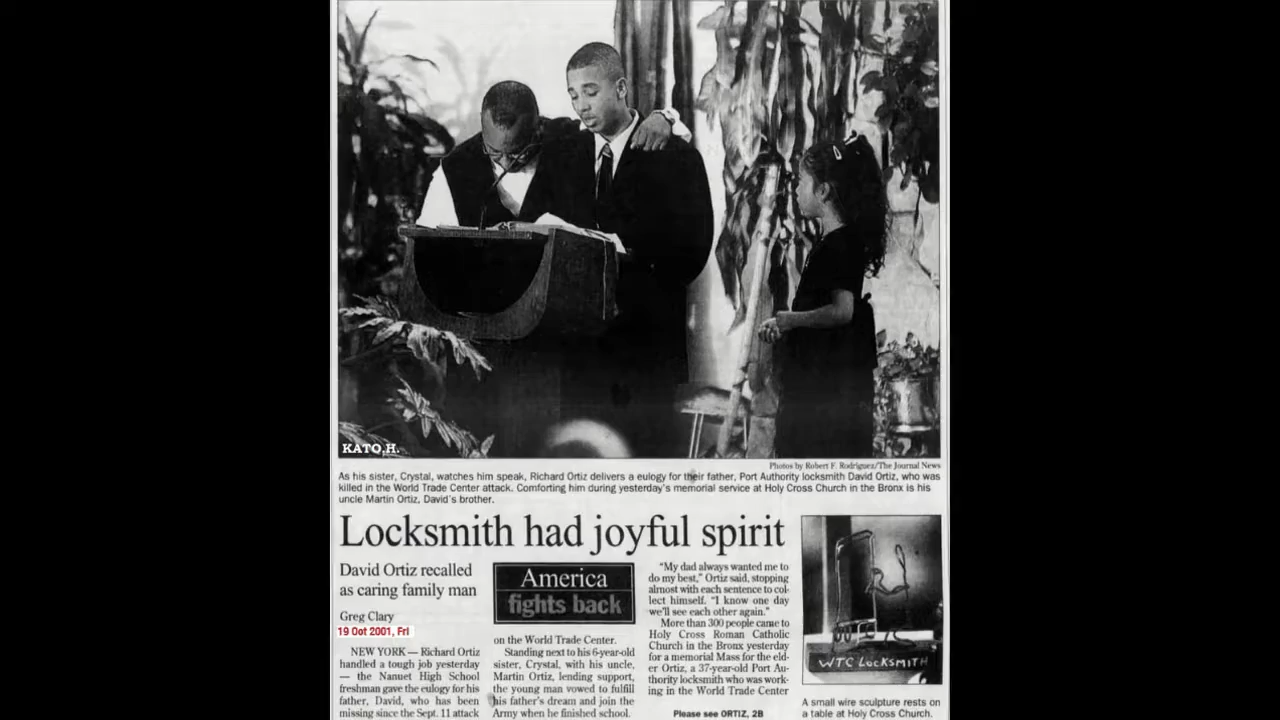 KATO,H.
Photos by Robert F. Rodriguez/The Journal News
As his sister, Crystal, watches him speak, Richard Ortiz delivers a eulogy for their father, Port Authority locksmith David Ortiz, who was
killed in the World Trade Center attack. Comforting him during yesterday's memorial service at Holy Cross Church in the Bronx is his
uncle Martin Ortiz, David's brother.
Locksmith had joyful spirit
David Ortiz recalled
as caring family man
Greg Clary
19 Oot 2001, Fri
NEW YORK — Richard Ortiz
handled a tough job yesterday
— the Nanuet High School
freshman gave the eulogy for his
father, David, who has been
missing since the Sept. 11 attack
America
fights back
on the World Trade Center.
Standing next to his 6-year-old
sister, Crystal, with his uncle,
Martin Ortiz, lending support,
the young man vowed to fulfill
his father's dream and join the
Army when he finished school.
"My dad always wanted me to
do my best," Ortiz said, stopping
almost with each sentence to col-
lect himself. "I know one day
we'll see each other again."
More than 300 people came to
Holy Cross Roman Catholic
Church in the Bronx yesterday
for a memorial Mass for the eld-
er Ortiz, a 37-year-old Port Au-
thority locksmith who was work-
ing in the World Trade Center
Please see ORTIZ, 2B
WTC LOCKSMITH
A small wire sculpture rests on
a table at Holy Cross Church.